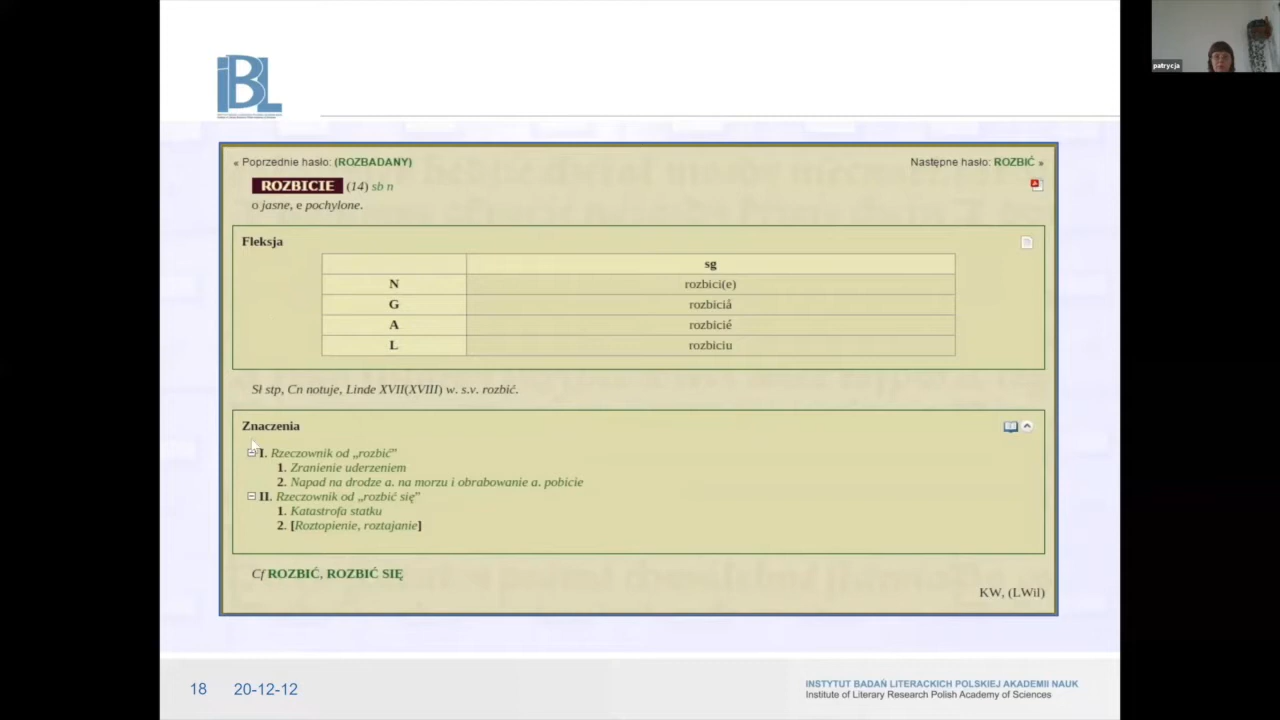 patrycja
IBL
« Poprzednie hasło: (ROZBADANY)
Następne hasło: ROZBIĆ »
ROZBICIE (14) sb n
o jasne, e pochylone.
Fleksja
sg
N rozbici(e)
G rozbiciá
A rozbicié
L rozbiciu
Sł stp, Cn notuje, Linde XVII(XVIII) w. s.v. rozbić.
Znaczenia
I. Rzeczownik od „rozbić”
1. Zranienie uderzeniem
2. Napad na drodze a. na morzu i obrabowanie a. pobicie
II. Rzeczownik od „rozbić się”
1. Katastrofa statku
2. [Roztopienie, roztajanie]
Cf ROZBIĆ, ROZBIĆ SIĘ
KW, (LWil)
18 20-12-12
INSTYTUT BADAŃ LITERACKICH POLSKIEJ AKADEMII NAUK
Institute of Literary Research Polish Academy of Sciences